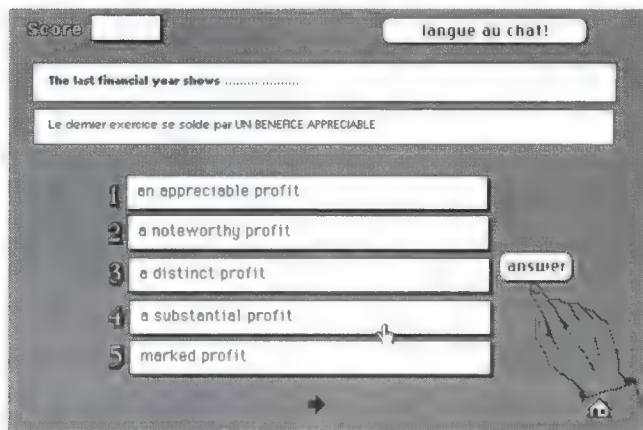 Score
langue au chat!
The last financial year shows ......... .........
Le dernier exercice se solde par UN BENEFICE APPRECIABLE
1 an appreciable profit
2 a noteworthy profit
3 a distinct profit
answer
4 a substantial profit
5 marked profit